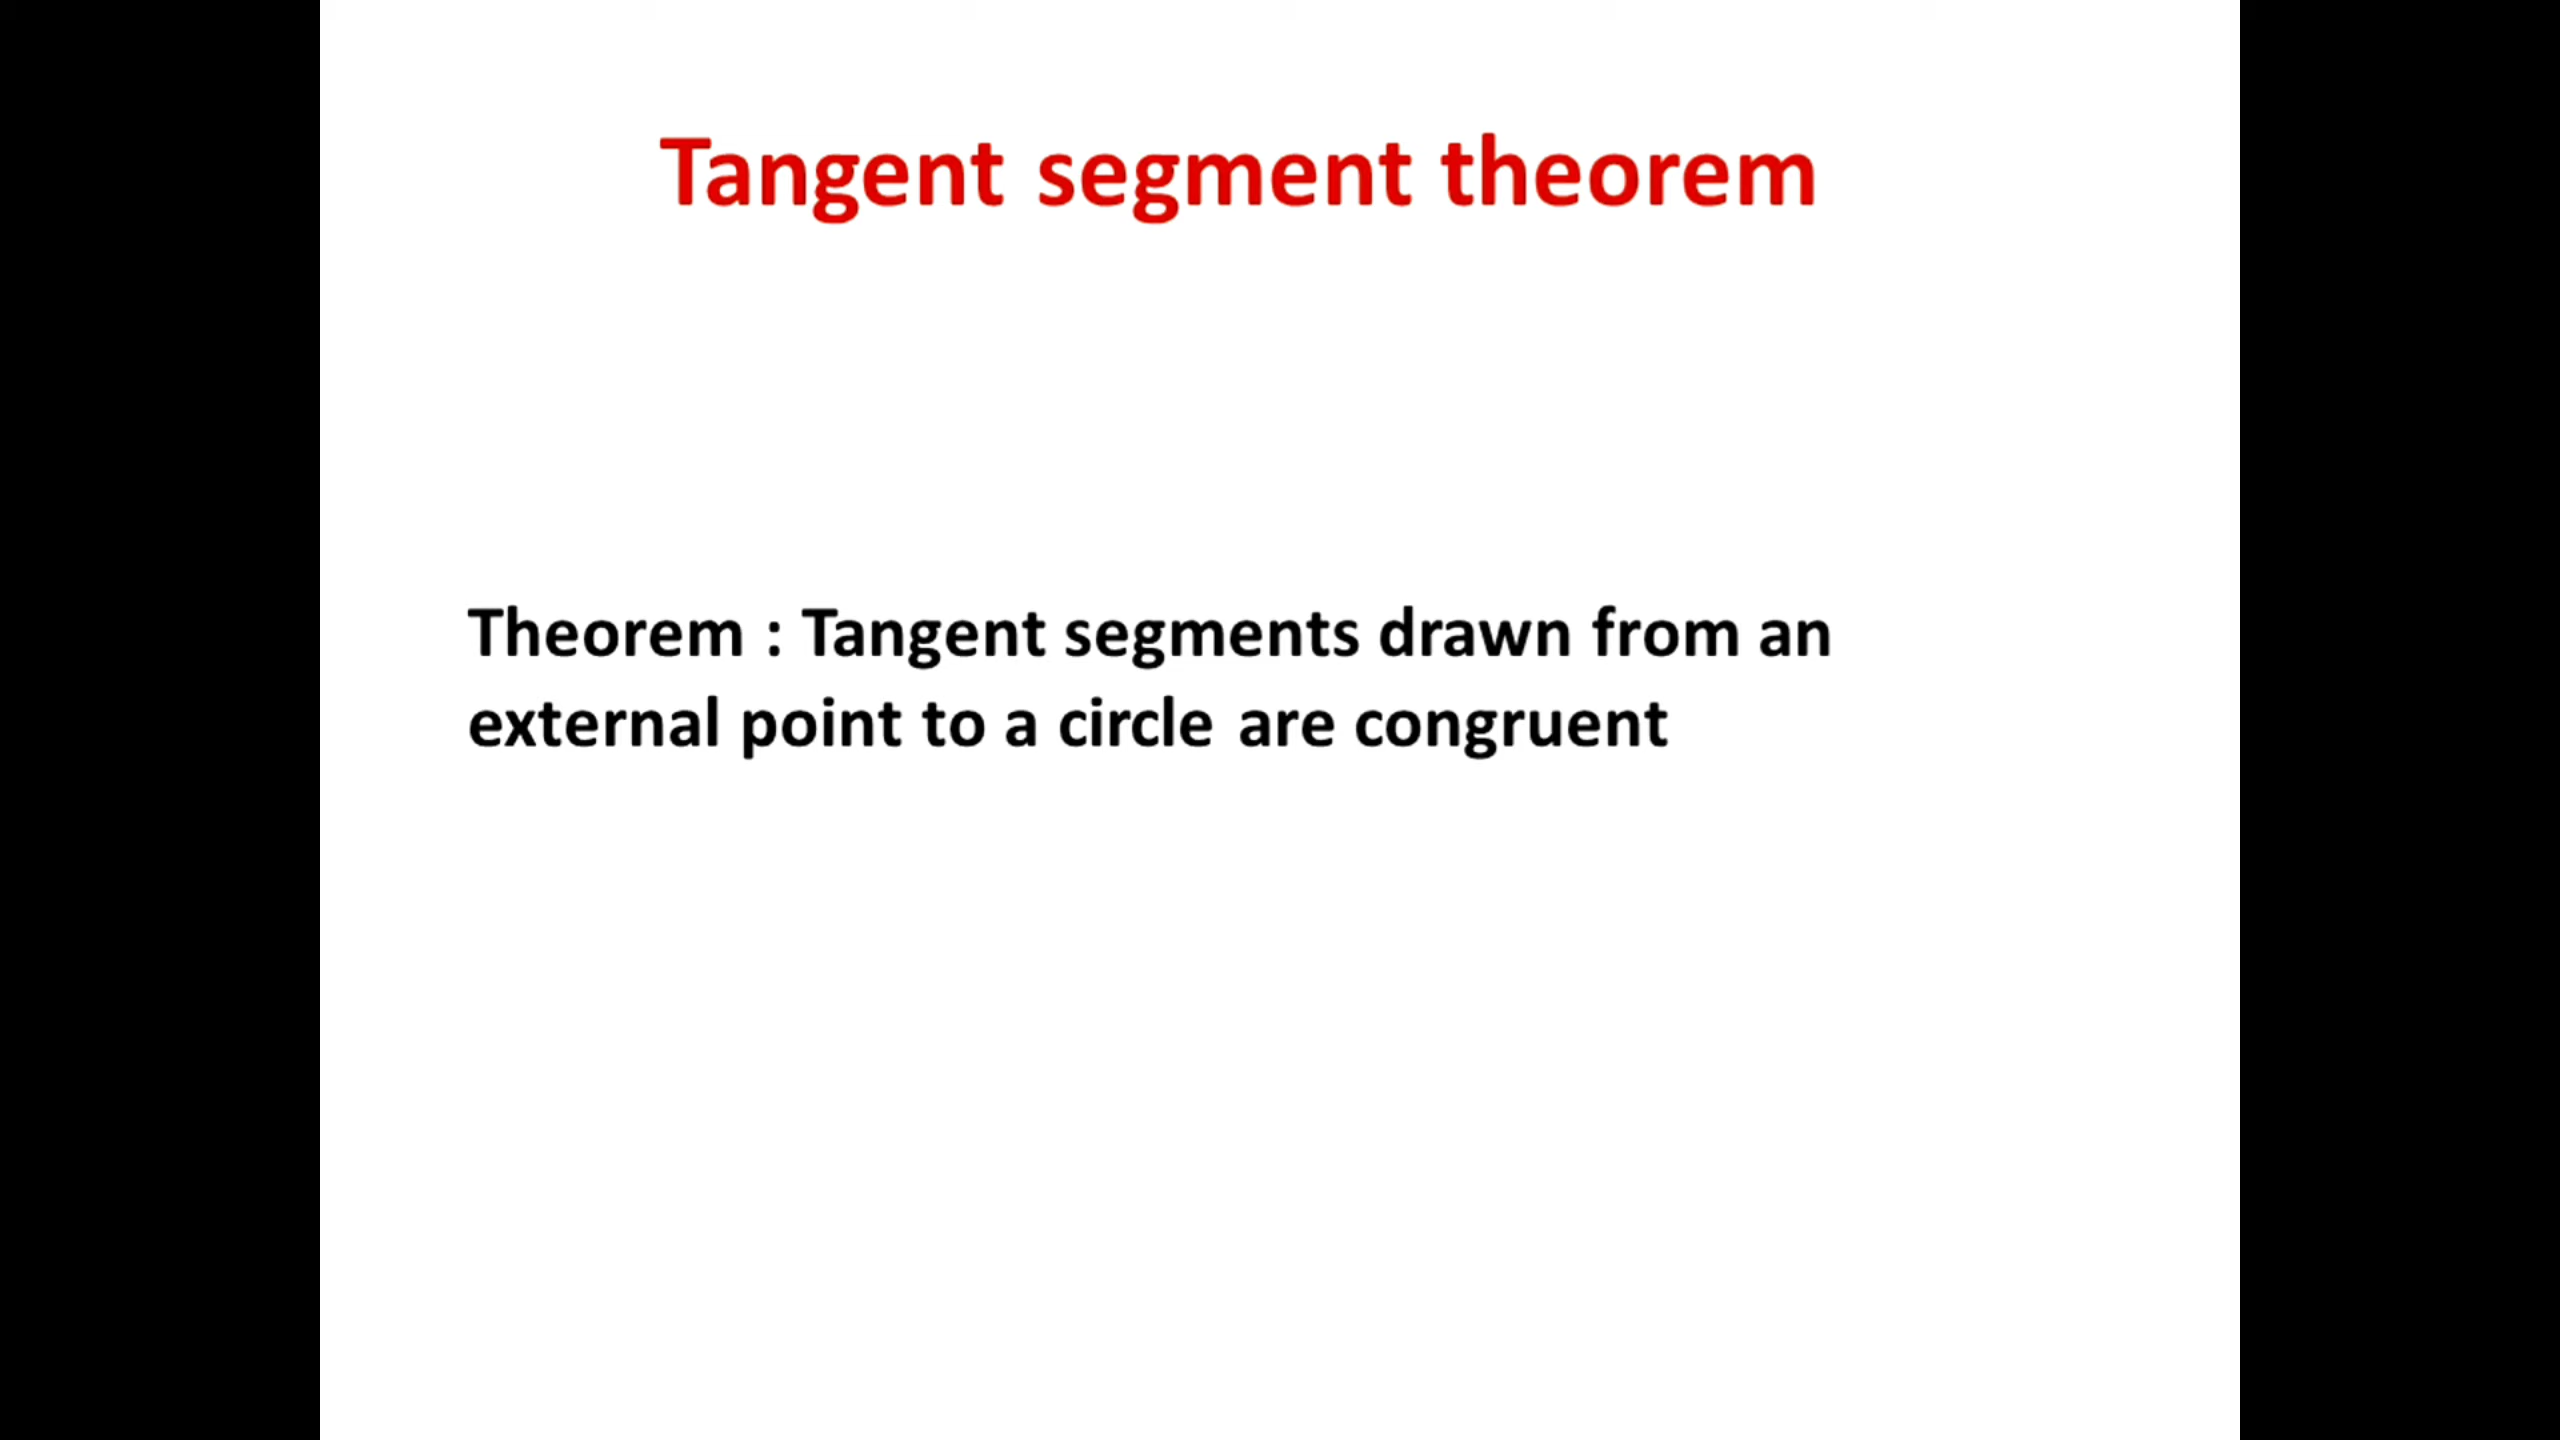 Tangent segment theorem
Theorem : Tangent segments drawn from an
external point to a circle are congruent